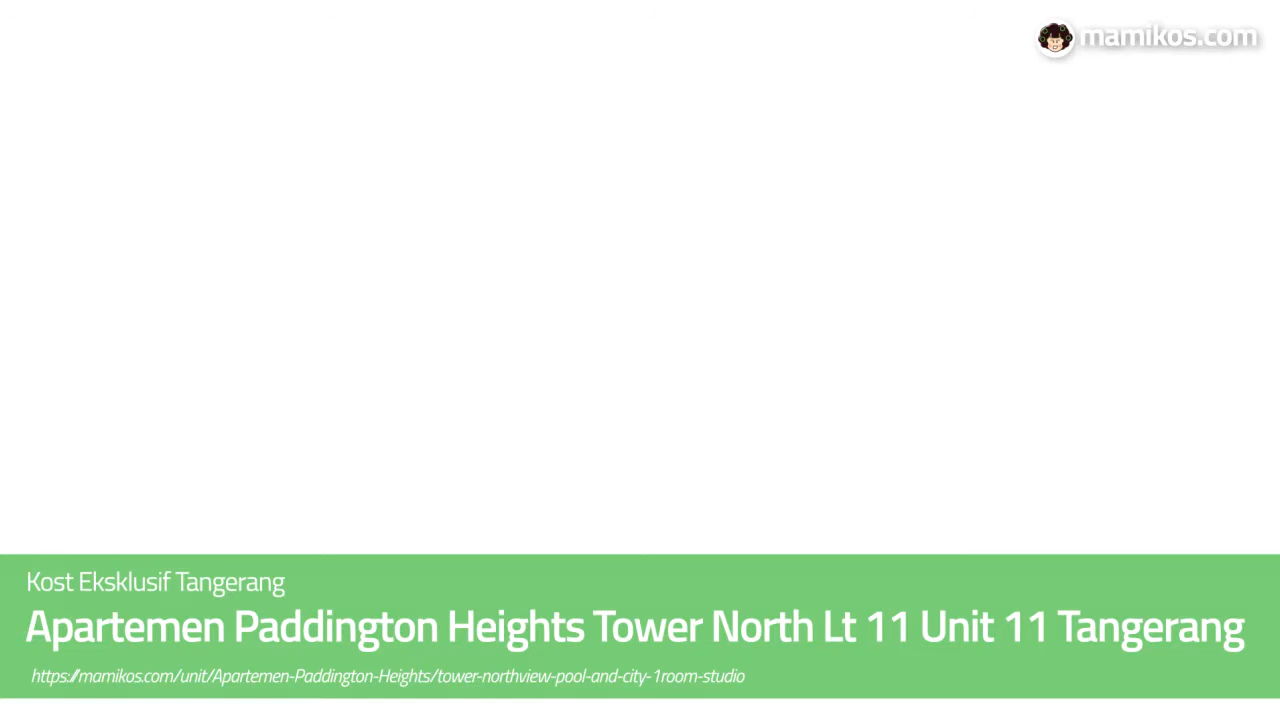 mamikos.com
Kost Eksklusif Tangerang
Apartemen Paddington Heights Tower North Lt 11 Unit 11 Tangerang
https://mamikos.com/unit/Apartemen-Paddington-Heights/tower-northview-pool-and-city-1room-studio